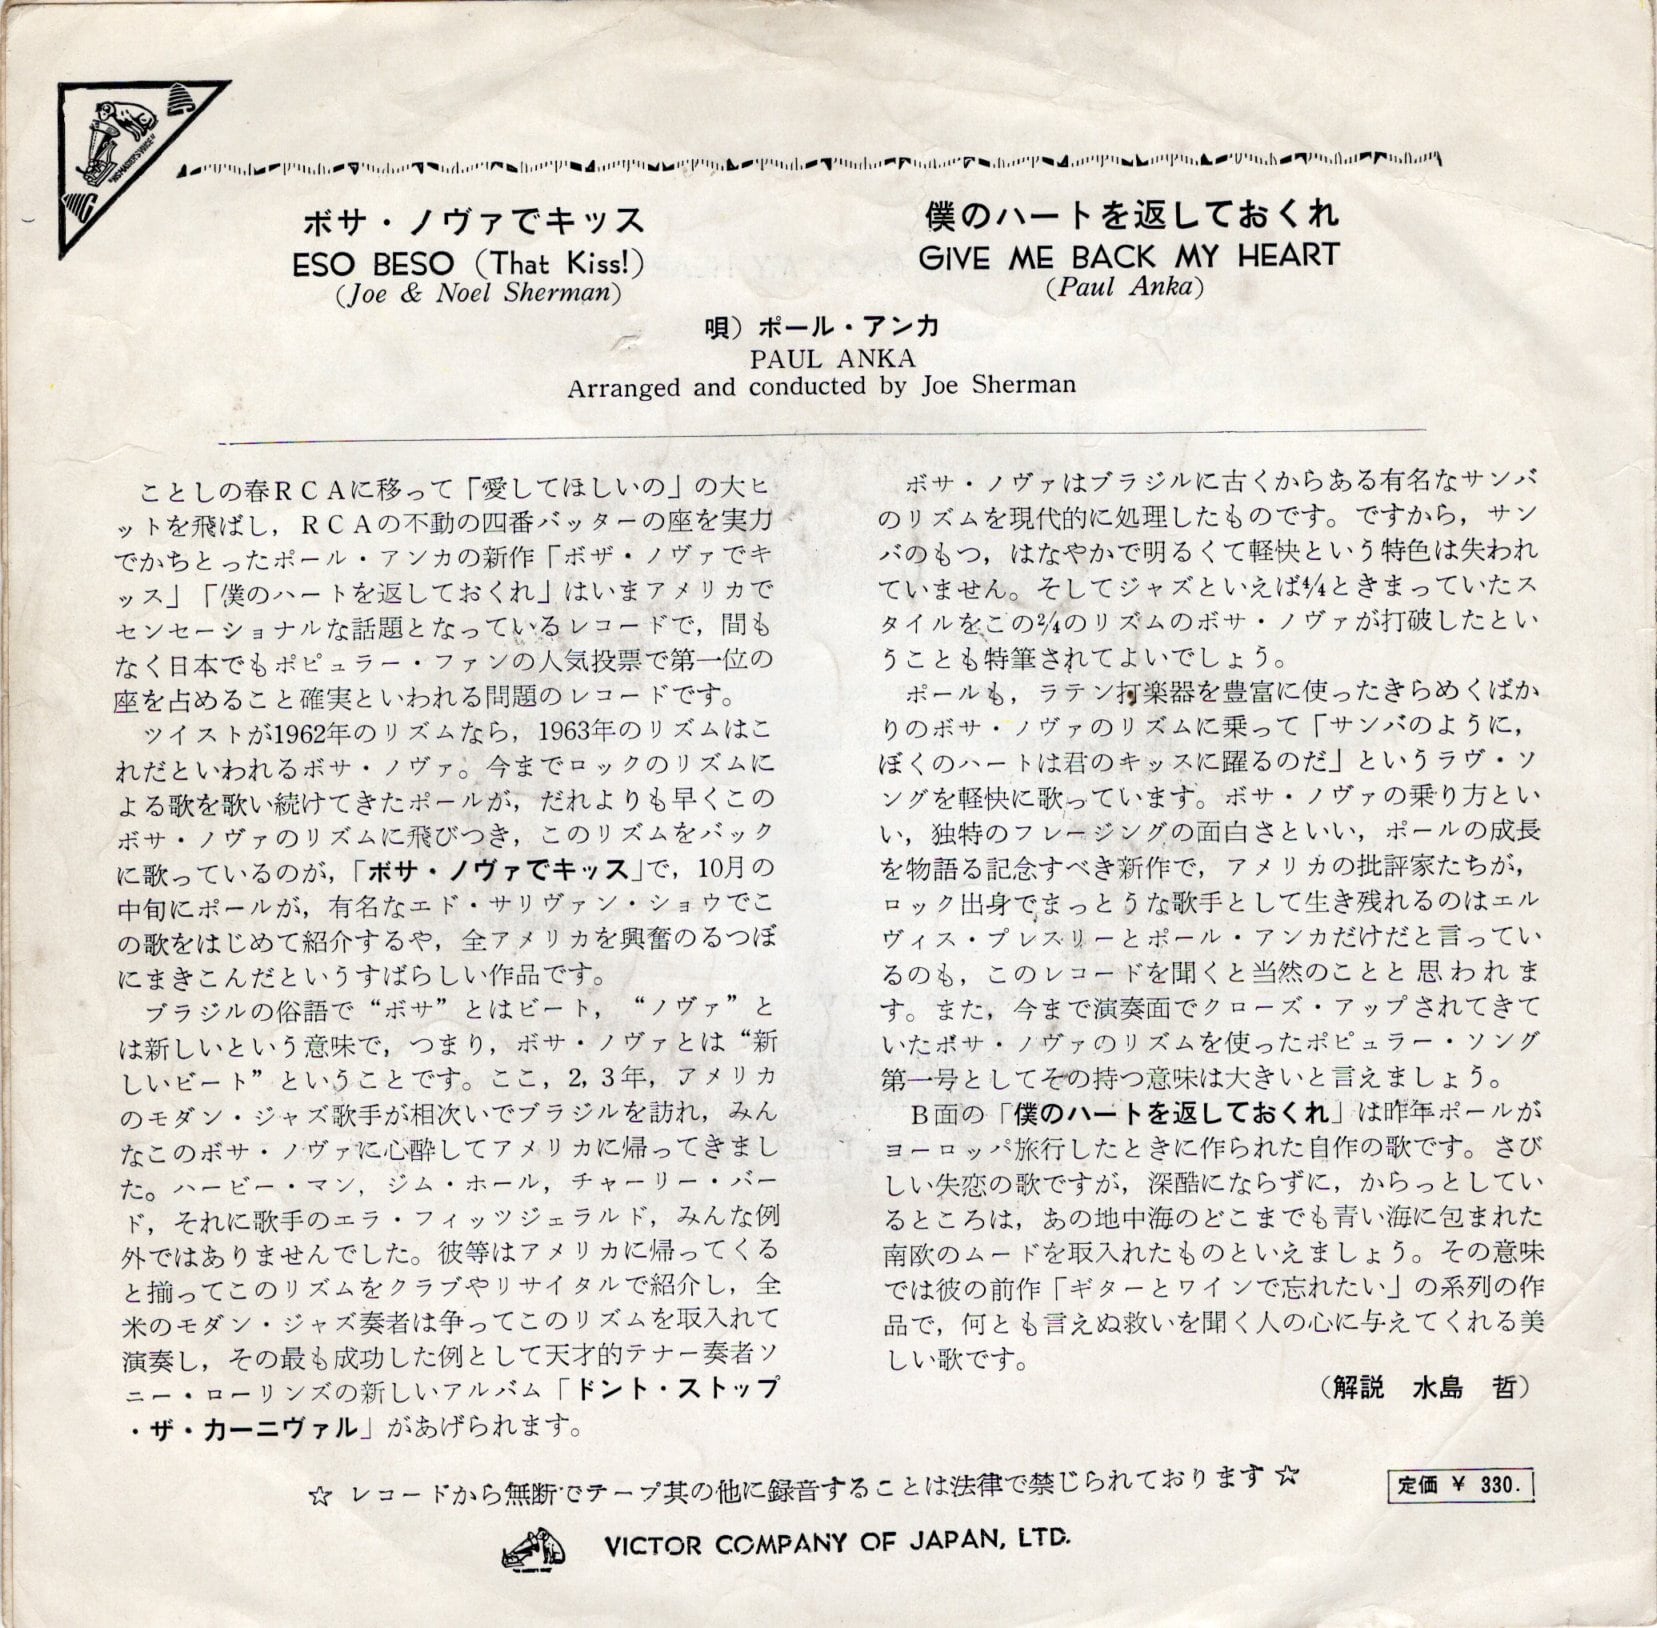 "HIS MASTER'S VOICE"
ボサ・ノヴァでキッス
ESO BESO (That Kiss!)
(Joe & Noel Sherman)
僕のハートを返しておくれ
GIVE ME BACK MY HEART
(Paul Anka)
唄）ポール・アンカ
PAUL ANKA
Arranged and conducted by Joe Sherman
ことしの春ＲＣＡに移って「愛してほしいの」の大ヒ
ットを飛ばし，ＲＣＡの不動の四番バッターの座を実力
でかちとったポール・アンカの新作「ボザ・ノヴァでキ
ッス」「僕のハートを返しておくれ」はいまアメリカで
センセーショナルな話題となっているレコードで，間も
なく日本でもポピュラー・ファンの人気投票で第一位の
座を占めること確実といわれる問題のレコードです。
ツイストが1962年のリズムなら，1963年のリズムはこ
れだといわれるボサ・ノヴァ。今までロックのリズムに
よる歌を歌い続けてきたポールが，だれよりも早くこの
ボサ・ノヴァのリズムに飛びつき，このリズムをバック
に歌っているのが，「ボサ・ノヴァでキッス」で，10月の
中旬にポールが，有名なエド・サリヴァン・ショウでこ
の歌をはじめて紹介するや，全アメリカを興奮のるつぼ
にまきこんだというすばらしい作品です。
ブラジルの俗語で“ボサ”とはビート，“ノヴァ”と
は新しいという意味で，つまり，ボサ・ノヴァとは“新
しいビート”ということです。ここ，2, 3年，アメリカ
のモダン・ジャズ歌手が相次いでブラジルを訪れ，みん
なこのボサ・ノヴァに心酔してアメリカに帰ってきまし
た。ハービー・マン，ジム・ホール，チャーリー・バー
ド，それに歌手のエラ・フィッツジェラルド，みんな例
外ではありませんでした。彼等はアメリカに帰ってくる
と揃ってこのリズムをクラブやリサイタルで紹介し，全
米のモダン・ジャズ奏者は争ってこのリズムを取入れて
演奏し，その最も成功した例として天才的テナー奏者ソ
ニー・ローリンズの新しいアルバム「ドント・ストップ
・ザ・カーニヴァル」があげられます。
ボサ・ノヴァはブラジルに古くからある有名なサンバ
のリズムを現代的に処理したものです。ですから，サン
バのもつ，はなやかで明るくて軽快という特色は失われ
ていません。そしてジャズといえば4/4ときまっていたス
タイルをこの2/4のリズムのボサ・ノヴァが打破したとい
うことも特筆されてよいでしょう。
ポールも，ラテン打楽器を豊富に使ったきらめくばか
りのボサ・ノヴァのリズムに乗って「サンバのように，
ぼくのハートは君のキッスに躍るのだ」というラヴ・ソ
ングを軽快に歌っています。ボサ・ノヴァの乗り方とい
い，独特のフレージングの面白さといい，ポールの成長
を物語る記念すべき新作で，アメリカの批評家たちが，
ロック出身でまっとうな歌手として生き残れるのはエル
ヴィス・プレスリーとポール・アンカだけだと言ってい
るのも，このレコードを聞くと当然のことと思われま
す。また，今まで演奏面でクローズ・アップされてきて
いたボサ・ノヴァのリズムを使ったポピュラー・ソング
第一号としてその持つ意味は大きいと言えましょう。
Ｂ面の「僕のハートを返しておくれ」は昨年ポールが
ヨーロッパ旅行したときに作られた自作の歌です。さび
しい失恋の歌ですが，深酷にならずに，からっとしてい
るところは，あの地中海のどこまでも青い海に包まれた
南欧のムードを取入れたものといえましょう。その意味
では彼の前作「ギターとワインで忘れたい」の系列の作
品で，何とも言えぬ救いを聞く人の心に与えてくれる美
しい歌です。
（解説　水島　哲）
☆ レコードから無断でテープ其の他に録音することは法律で禁じられております ☆
定価 ¥ 330.
VICTOR COMPANY OF JAPAN, LTD.